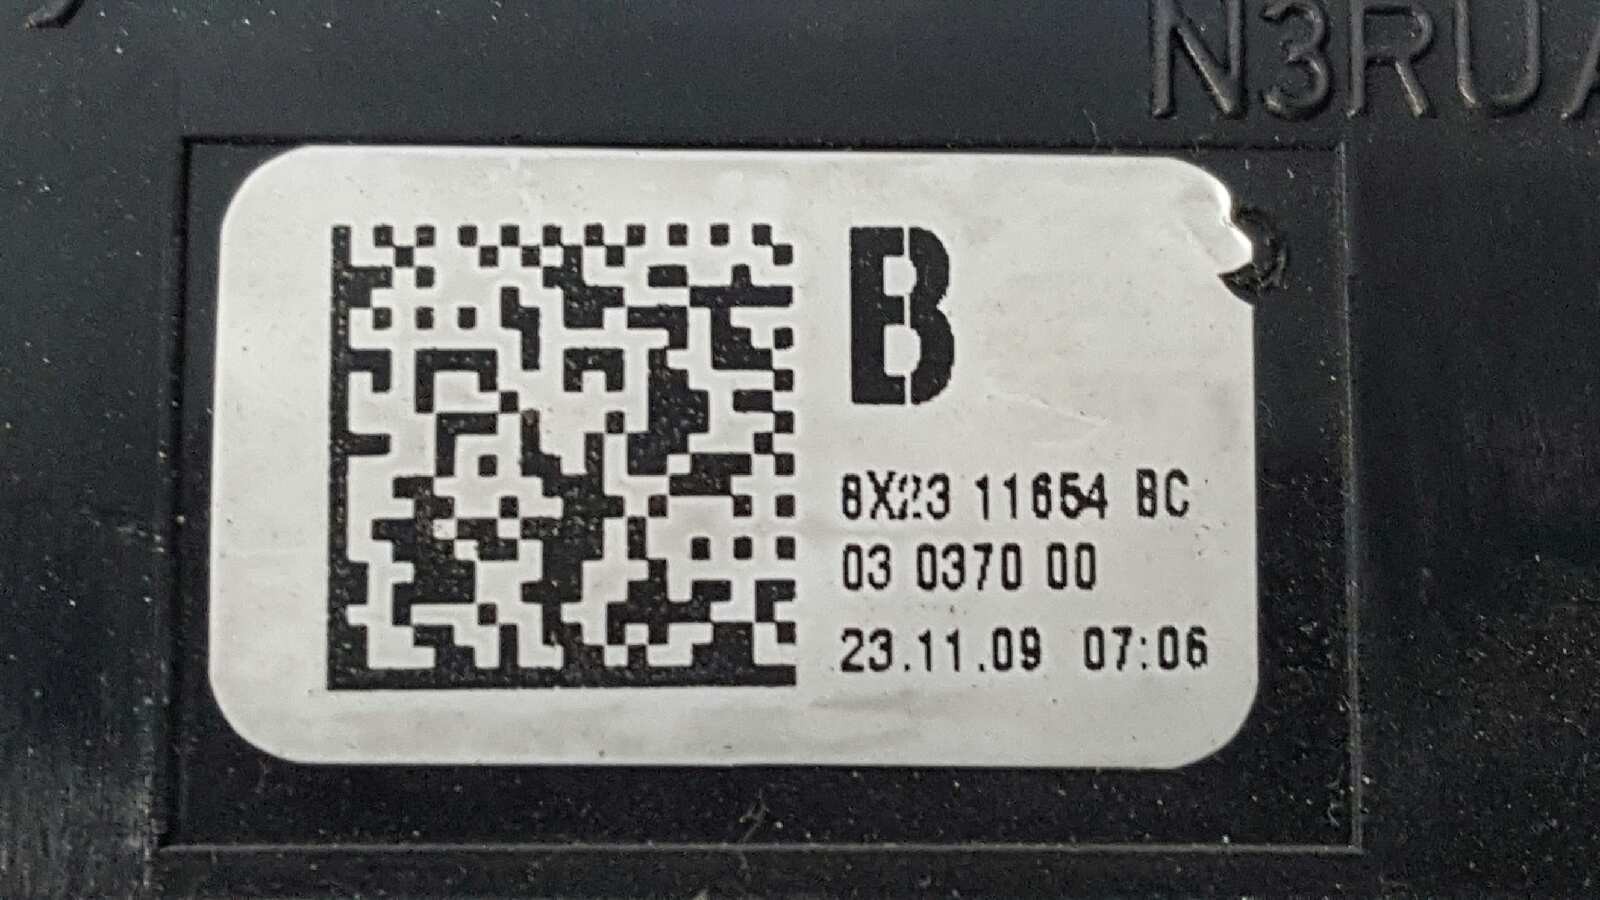 N3RUA
B
8X23 11654 BC
03 0370 00
23.11.09 07:06